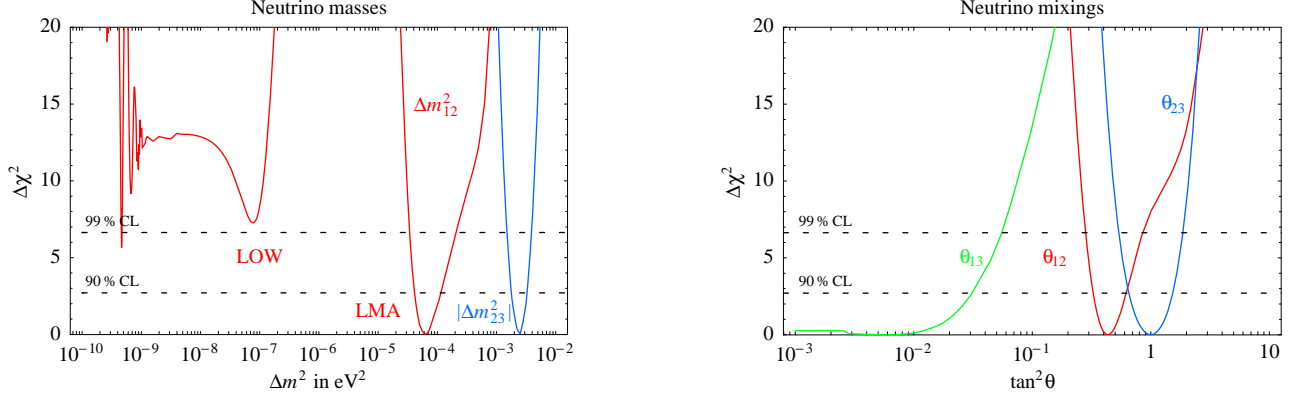 Neutrino masses
20
15
10
5
0
Δχ²
99 % CL
90 % CL
LOW
LMA
Δm²₁₂
|Δm²₂₃|
10⁻¹⁰ 10⁻⁹ 10⁻⁸ 10⁻⁷ 10⁻⁶ 10⁻⁵ 10⁻⁴ 10⁻³ 10⁻²
Δm² in eV²
Neutrino mixings
20
15
10
5
0
Δχ²
99 % CL
90 % CL
θ₁₃
θ₁₂
θ₂₃
10⁻³ 10⁻² 10⁻¹ 1 10
tan² θ